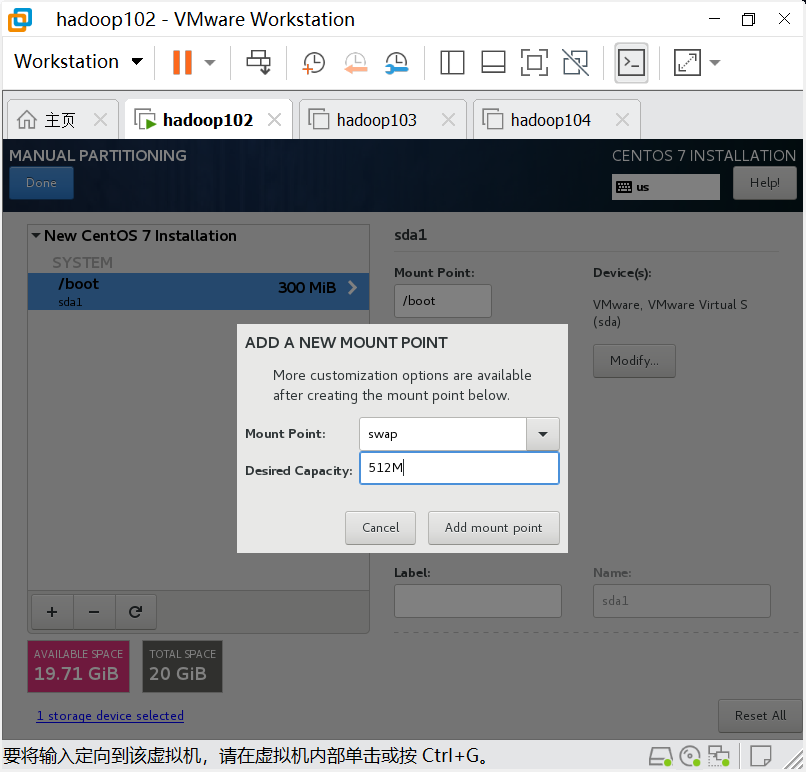 hadoop102 - VMware Workstation
Workstation
主页
hadoop102
hadoop103
hadoop104
MANUAL PARTITIONING
CENTOS 7 INSTALLATION
Done
us
Help!
New CentOS 7 Installation
SYSTEM
/boot
300 MiB
sda1
sda1
Mount Point:
Device(s):
/boot
VMware, VMware Virtual S
(sda)
Modify...
ADD A NEW MOUNT POINT
More customization options are available
after creating the mount point below.
Mount Point:
swap
Desired Capacity:
512M
Cancel
Add mount point
Label:
Name:
sda1
+
−
AVAILABLE SPACE
19.71 GiB
TOTAL SPACE
20 GiB
1 storage device selected
Reset All
要将输入定向到该虚拟机，请在虚拟机内部单击或按 Ctrl+G。